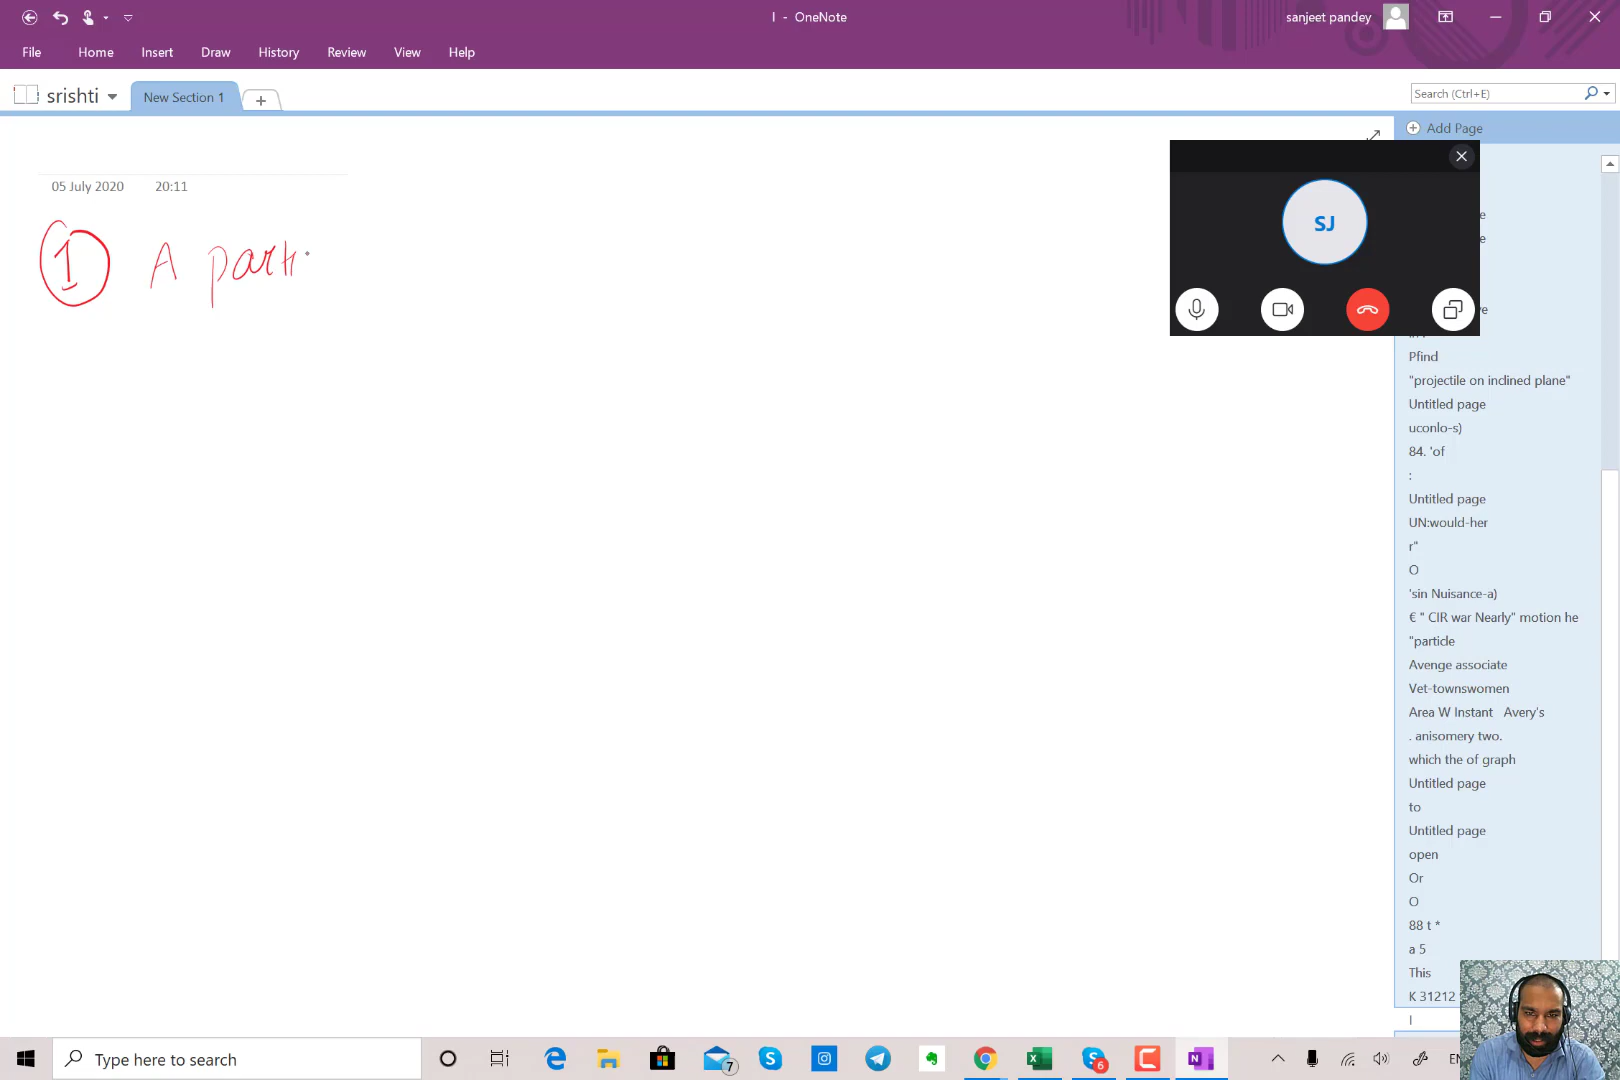 I - OneNote
sanjeet pandey
File Home Insert Draw History Review View Help
srishti
New Section 1
Search (Ctrl+E)
Add Page
05 July 2020 20:11
1 A parti
SJ
e
e
ve
Pfind
"projectile on inclined plane"
Untitled page
uconlo-s)
84. 'of
:
Untitled page
UN:would-her
r"
O
'sin Nuisance-a)
€ " CIR war Nearly" motion he
"particle
Avenge associate
Vet-townswomen
Area W Instant Avery's
. anisomery two.
which the of graph
Untitled page
to
Untitled page
open
Or
O
88 t *
a 5
This
K 31212
I
Type here to search
7
6